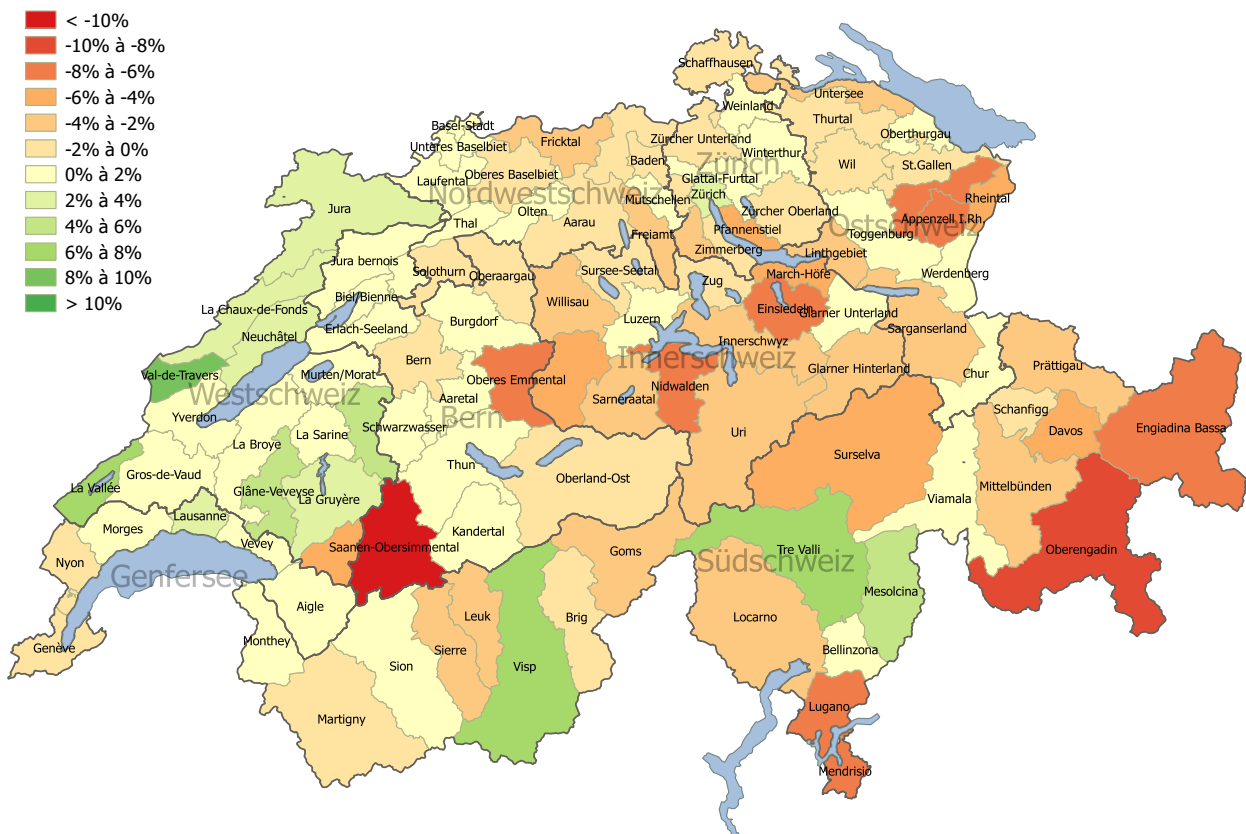 < -10%
-10% à -8%
-8% à -6%
-6% à -4%
-4% à -2%
-2% à 0%
0% à 2%
2% à 4%
4% à 6%
6% à 8%
8% à 10%
> 10%
Schaffhausen
Untersee
Weinland
Thurtal
Basel-Stadt
Oberthurgau
Fricktal
Zürcher Unterland
Unteres Baselbiet
Winterthur
Baden
Zürich
Wil
St.Gallen
Oberes Baselbiet
Laufental
Glattal-Furttal
Nordwestschweiz
Zürich
Mutschellen
Rheintal
Jura
Olten
Zürcher Oberland
Appenzell I.Rh.
Thal
Aarau
Ostschweiz
Pfannenstiel
Freiamt
Toggenburg
Zimmerberg
Linthgebiet
Jura bernois
Solothurn
Oberaargau
Sursee-Seetal
March-Höfe
Werdenberg
Zug
Biel/Bienne
Willisau
La Chaux-de-Fonds
Einsiedeln
Glarner Unterland
Burgdorf
Luzern
Erlach-Seeland
Sarganserland
Neuchâtel
Innerschwyz
Innerschweiz
Bern
Prättigau
Glarner Hinterland
Chur
Val-de-Travers
Murten/Morat
Oberes Emmental
Nidwalden
Westschweiz
Aaretal
Sarneraatal
Schanfigg
Yverdon
Bern
Schwarzwasser
Engiadina Bassa
Uri
Davos
La Sarine
La Broye
Surselva
Thun
Gros-de-Vaud
Oberland-Ost
La Vallée
Mittelbünden
Glâne-Veveyse
La Gruyère
Viamala
Lausanne
Morges
Kandertal
Vevey
Saanen-Obersimmental
Goms
Tre Valli
Oberengadin
Südschweiz
Nyon
Genfersee
Mesolcina
Aigle
Leuk
Brig
Locarno
Monthey
Genève
Sierre
Bellinzona
Sion
Visp
Lugano
Martigny
Mendrisio